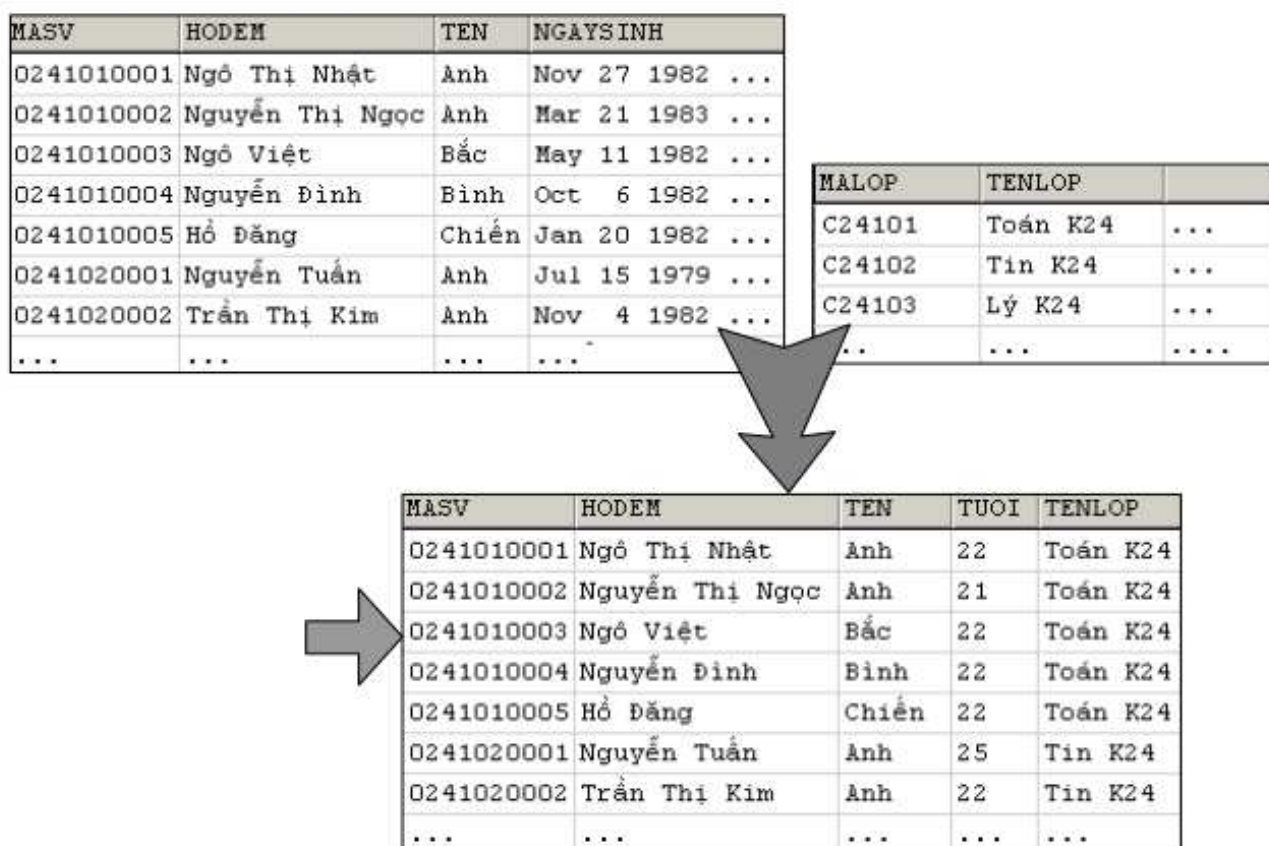 MASV HODEM TEN NGAYSINH
0241010001 Ngô Thị Nhật Anh Nov 27 1982 ...
0241010002 Nguyễn Thị Ngọc Anh Mar 21 1983 ...
0241010003 Ngô Việt Bắc May 11 1982 ...
0241010004 Nguyễn Đình Bình Oct 6 1982 ...
0241010005 Hồ Đăng Chiến Jan 20 1982 ...
0241020001 Nguyễn Tuấn Anh Jul 15 1979 ...
0241020002 Trần Thị Kim Anh Nov 4 1982 ...
... ... ... ...
MALOP TENLOP
C24101 Toán K24 ...
C24102 Tin K24 ...
C24103 Lý K24 ...
... ... ....
MASV HODEM TEN TUOI TENLOP
0241010001 Ngô Thị Nhật Anh 22 Toán K24
0241010002 Nguyễn Thị Ngọc Anh 21 Toán K24
0241010003 Ngô Việt Bắc 22 Toán K24
0241010004 Nguyễn Đình Bình 22 Toán K24
0241010005 Hồ Đăng Chiến 22 Toán K24
0241020001 Nguyễn Tuấn Anh 25 Tin K24
0241020002 Trần Thị Kim Anh 22 Tin K24
... ... ... ... ...